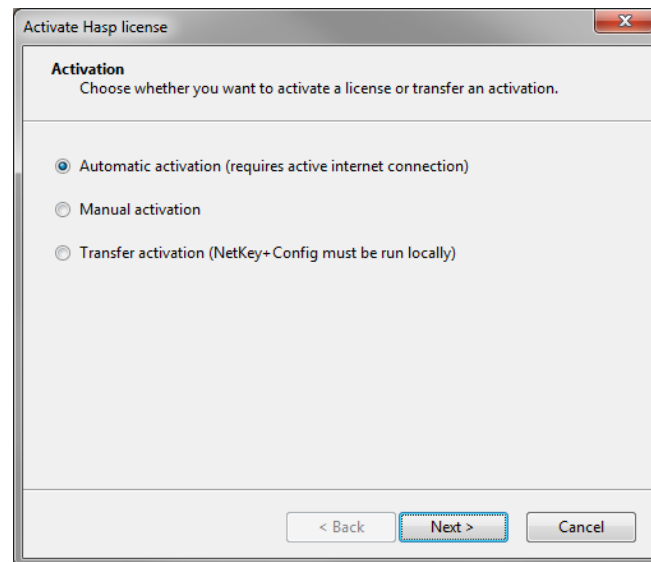 Activate Hasp license
Activation
Choose whether you want to activate a license or transfer an activation.
Automatic activation (requires active internet connection)
Manual activation
Transfer activation (NetKey+Config must be run locally)
< Back
Next >
Cancel